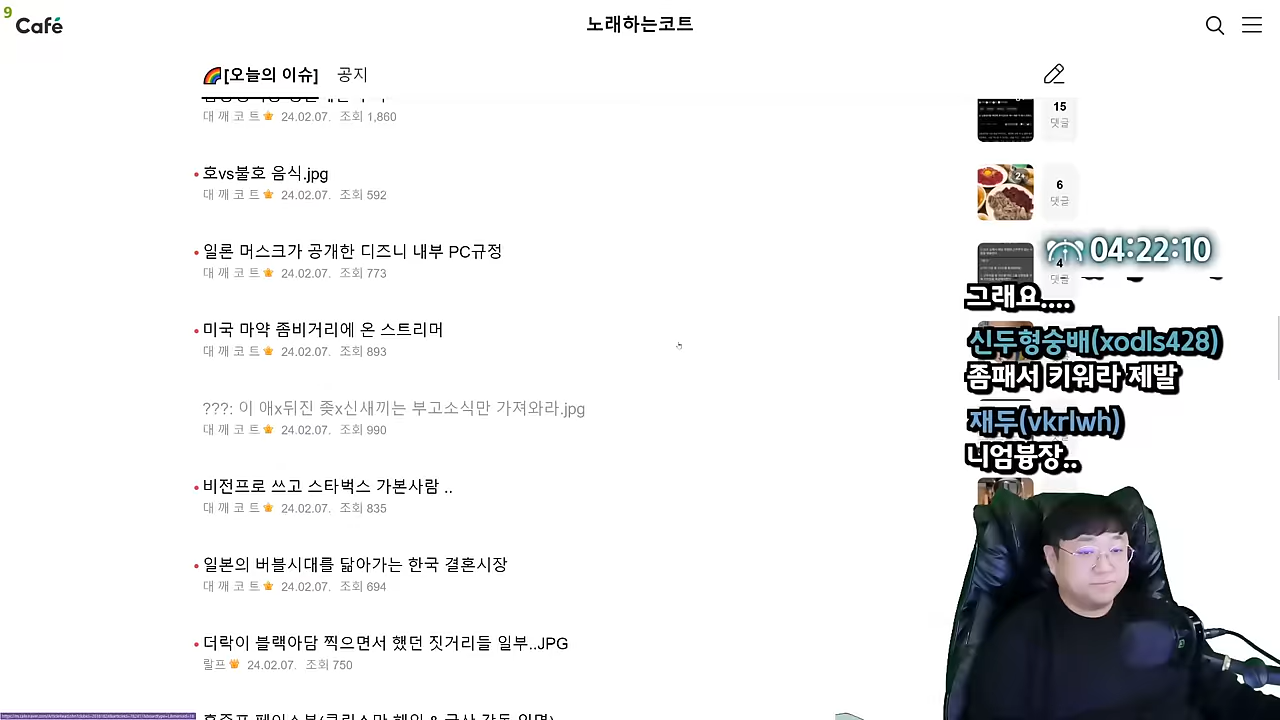 9
Café
노래하는코트
🌈[오늘의 이슈] 공지
대 깨 코 트 24.02.07. 조회 1,860
15
댓글
호vs불호 음식.jpg
대 깨 코 트 24.02.07. 조회 592
2+
6
댓글
일론 머스크가 공개한 디즈니 내부 PC규정
대 깨 코 트 24.02.07. 조회 773
4
댓글
04:22:10
그래요....
미국 마약 좀비거리에 온 스트리머
대 깨 코 트 24.02.07. 조회 893
신두형숭배(xodls428)
좀패서 키워라 제발
???: 이 애x뒤진 좆x신새끼는 부고소식만 가져와라.jpg
대 깨 코 트 24.02.07. 조회 990
재두(vkrlwh)
니엄븅장..
비전프로 쓰고 스타벅스 가본사람 ..
대 깨 코 트 24.02.07. 조회 835
일본의 버블시대를 닮아가는 한국 결혼시장
대 깨 코 트 24.02.07. 조회 694
더락이 블랙아담 찍으면서 했던 짓거리들 일부..JPG
랄프 24.02.07. 조회 750